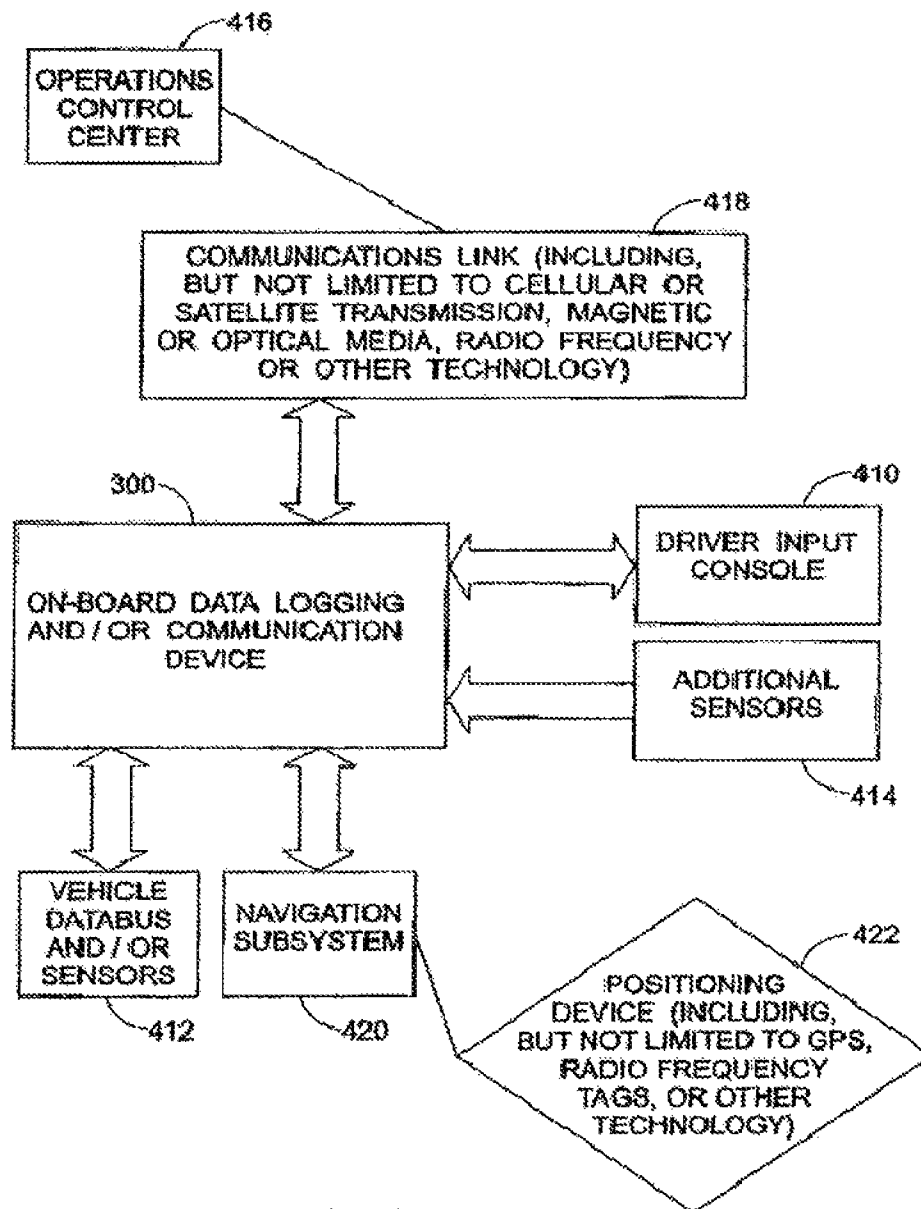 416
OPERATIONS
CONTROL
CENTER
418
COMMUNICATIONS LINK (INCLUDING,
BUT NOT LIMITED TO CELLULAR OR
SATELLITE TRANSMISSION, MAGNETIC
OR OPTICAL MEDIA, RADIO FREQUENCY
OR OTHER TECHNOLOGY)
300
ON-BOARD DATA LOGGING
AND / OR COMMUNICATION
DEVICE
410
DRIVER INPUT
CONSOLE
ADDITIONAL
SENSORS
414
VEHICLE
DATABUS
AND / OR
SENSORS
412
NAVIGATION
SUBSYSTEM
420
422
POSITIONING
DEVICE (INCLUDING,
BUT NOT LIMITED TO GPS,
RADIO FREQUENCY
TAGS, OR OTHER
TECHNOLOGY)